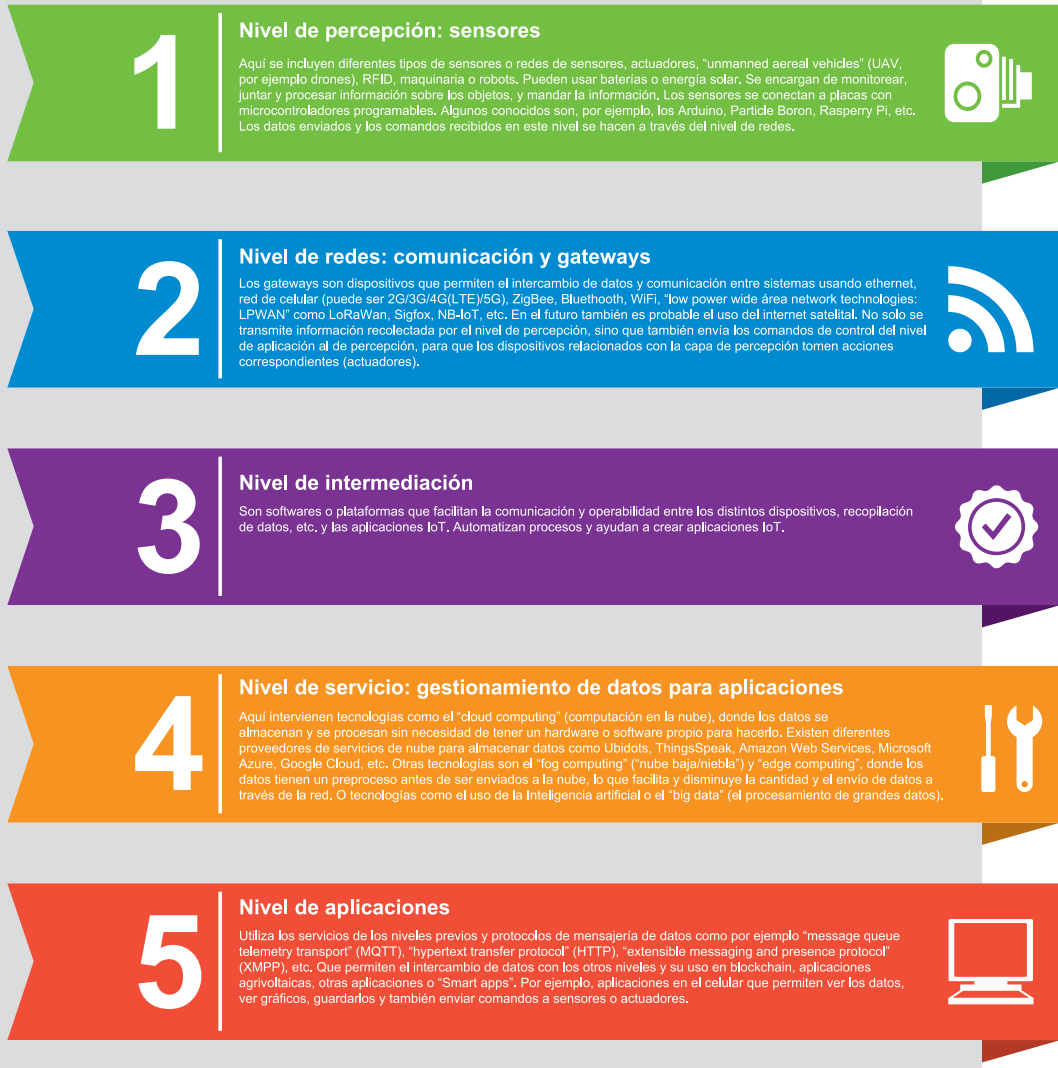 1
Nivel de percepción: sensores
Aquí se incluyen diferentes tipos de sensores o redes de sensores, actuadores, “unmanned aereal vehicles” (UAV,
por ejemplo drones), RFID, maquinaria o robots. Pueden usar baterías o energía solar. Se encargan de monitorear,
juntar y procesar información sobre los objetos, y mandar la información. Los sensores se conectan a placas con
microcontroladores programables. Algunos conocidos son, por ejemplo, los Arduino, Particle Boron, Rasperry Pi, etc.
Los datos enviados y los comandos recibidos en este nivel se hacen a través del nivel de redes.
2
Nivel de redes: comunicación y gateways
Los gateways son dispositivos que permiten el intercambio de datos y comunicación entre sistemas usando ethernet,
red de celular (puede ser 2G/3G/4G(LTE)/5G), ZigBee, Bluethooth, WiFi, “low power wide área network technologies:
LPWAN” como LoRaWan, Sigfox, NB-IoT, etc. En el futuro también es probable el uso del internet satelital. No solo se
transmite información recolectada por el nivel de percepción, sino que también envía los comandos de control del nivel
de aplicación al de percepción, para que los dispositivos relacionados con la capa de percepción tomen acciones
correspondientes (actuadores).
3
Nivel de intermediación
Son softwares o plataformas que facilitan la comunicación y operabilidad entre los distintos dispositivos, recopilación
de datos, etc. y las aplicaciones IoT. Automatizan procesos y ayudan a crear aplicaciones IoT.
4
Nivel de servicio: gestionamiento de datos para aplicaciones
Aquí intervienen tecnologías como el “cloud computing” (computación en la nube), donde los datos se
almacenan y se procesan sin necesidad de tener un hardware o software propio para hacerlo. Existen diferentes
proveedores de servicios de nube para almacenar datos como Ubidots, ThingsSpeak, Amazon Web Services, Microsoft
Azure, Google Cloud, etc. Otras tecnologías son el “fog computing” (“nube baja/niebla”) y “edge computing”, donde los
datos tienen un preproceso antes de ser enviados a la nube, lo que facilita y disminuye la cantidad y el envío de datos a
través de la red. O tecnologías como el uso de la Inteligencia artificial o el “big data” (el procesamiento de grandes datos).
5
Nivel de aplicaciones
Utiliza los servicios de los niveles previos y protocolos de mensajería de datos como por ejemplo “message queue
telemetry transport” (MQTT), “hypertext transfer protocol” (HTTP), “extensible messaging and presence protocol”
(XMPP), etc. Que permiten el intercambio de datos con los otros niveles y su uso en blockchain, aplicaciones
agrivoltaicas, otras aplicaciones o “Smart apps”. Por ejemplo, aplicaciones en el celular que permiten ver los datos,
ver gráficos, guardarlos y también enviar comandos a sensores o actuadores.